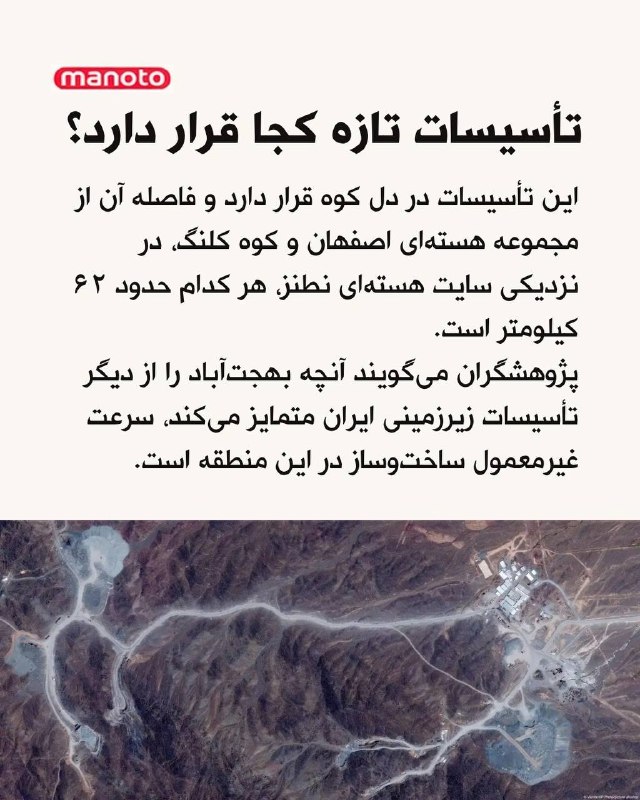 manoto
تأسیسات تازه کجا قرار دارد؟
این تأسیسات در دل کوه قرار دارد و فاصله آن از
مجموعه هسته‌ای اصفهان و کوه کلنگ، در
نزدیکی سایت هسته‌ای نطنز، هر کدام حدود ۶۲
کیلومتر است.
پژوهشگران می‌گویند آنچه بهجت‌آباد را از دیگر
تأسیسات زیرزمینی ایران متمایز می‌کند، سرعت
غیرمعمول ساخت‌وساز در این منطقه است.